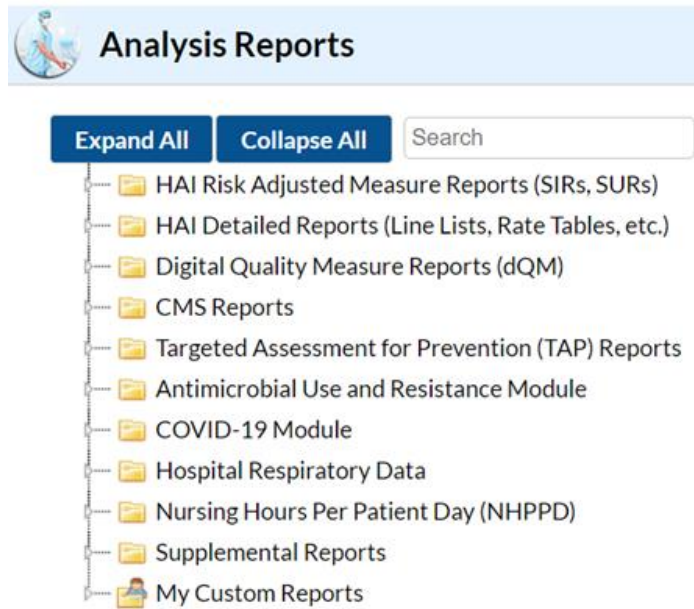 Analysis Reports
Expand All Collapse All Search
HAI Risk Adjusted Measure Reports (SIRs, SURs)
HAI Detailed Reports (Line Lists, Rate Tables, etc.)
Digital Quality Measure Reports (dQM)
CMS Reports
Targeted Assessment for Prevention (TAP) Reports
Antimicrobial Use and Resistance Module
COVID-19 Module
Hospital Respiratory Data
Nursing Hours Per Patient Day (NHPPD)
Supplemental Reports
My Custom Reports